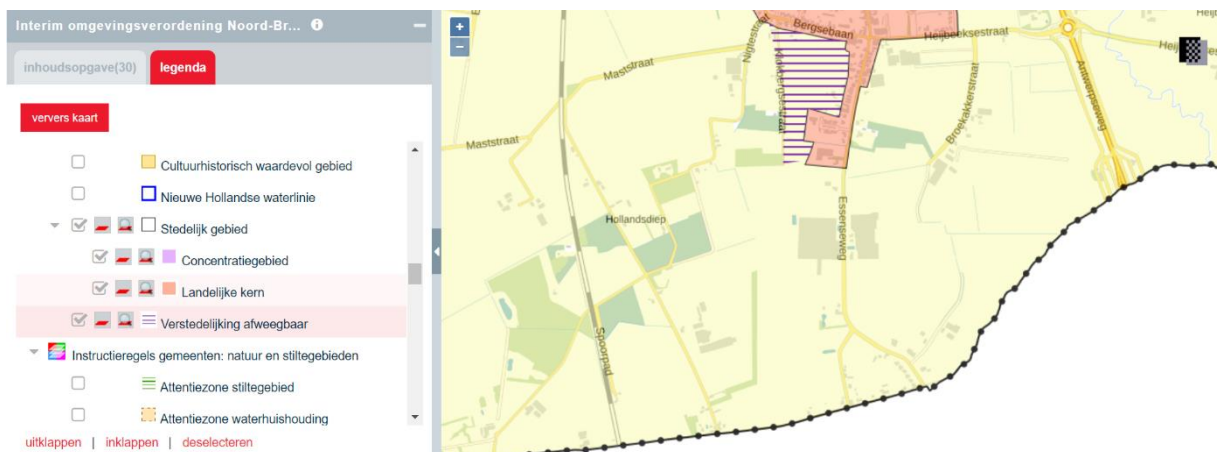 Interim omgevingsverordening Noord-Br...
inhoudsopgave(30)
legenda
ververs kaart
Cultuurhistorisch waardevol gebied
Nieuwe Hollandse waterlinie
Stedelijk gebied
Concentratiegebied
Landelijke kern
Verstedelijking afweegbaar
Instructieregels gemeenten: natuur en stiltegebieden
Attentiezone stiltegebied
Attentiezone waterhuishouding
uitklappen | inklappen | deselecteren
+
−
Bergsebaan
Heijbeeksestraat
Nigtestraat
Maststraat
Antwerpseweg
Broekakkerstraat
Maststraat
Hollandsdiep
Essenseweg
Spoorpad